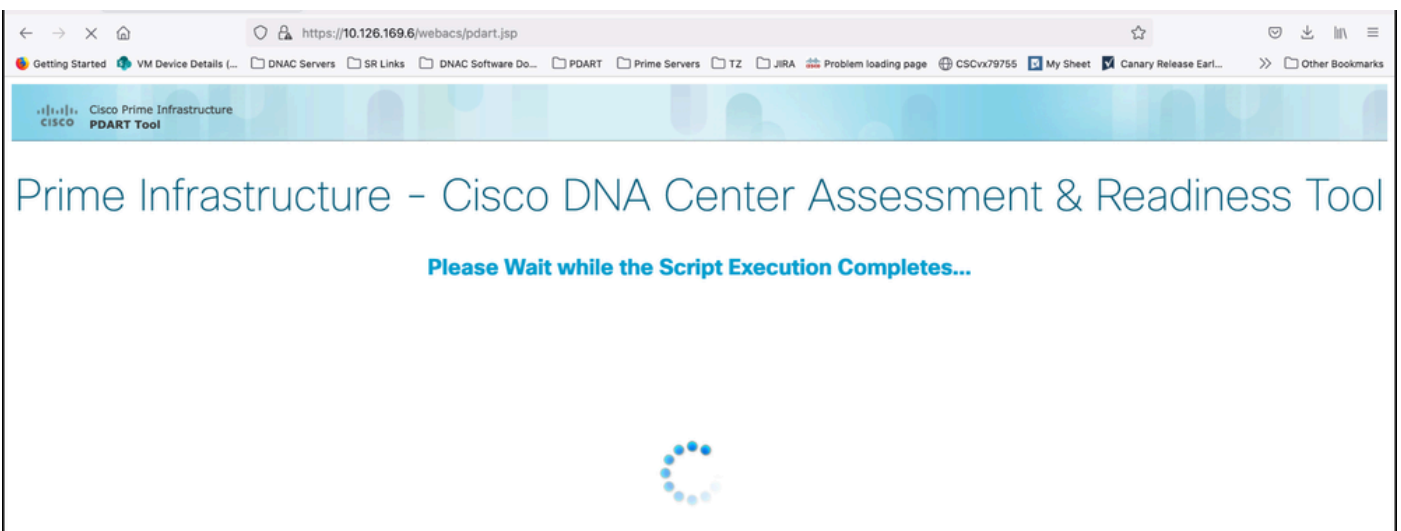 https://10.126.169.6/webacs/pdart.jsp
Getting Started VM Device Details (... DNAC Servers SR Links DNAC Software Do... PDART Prime Servers TZ JIRA Problem loading page CSCvx79755 My Sheet Canary Release Earl... Other Bookmarks
CISCO Cisco Prime Infrastructure
PDART Tool
Prime Infrastructure - Cisco DNA Center Assessment & Readiness Tool
Please Wait while the Script Execution Completes...